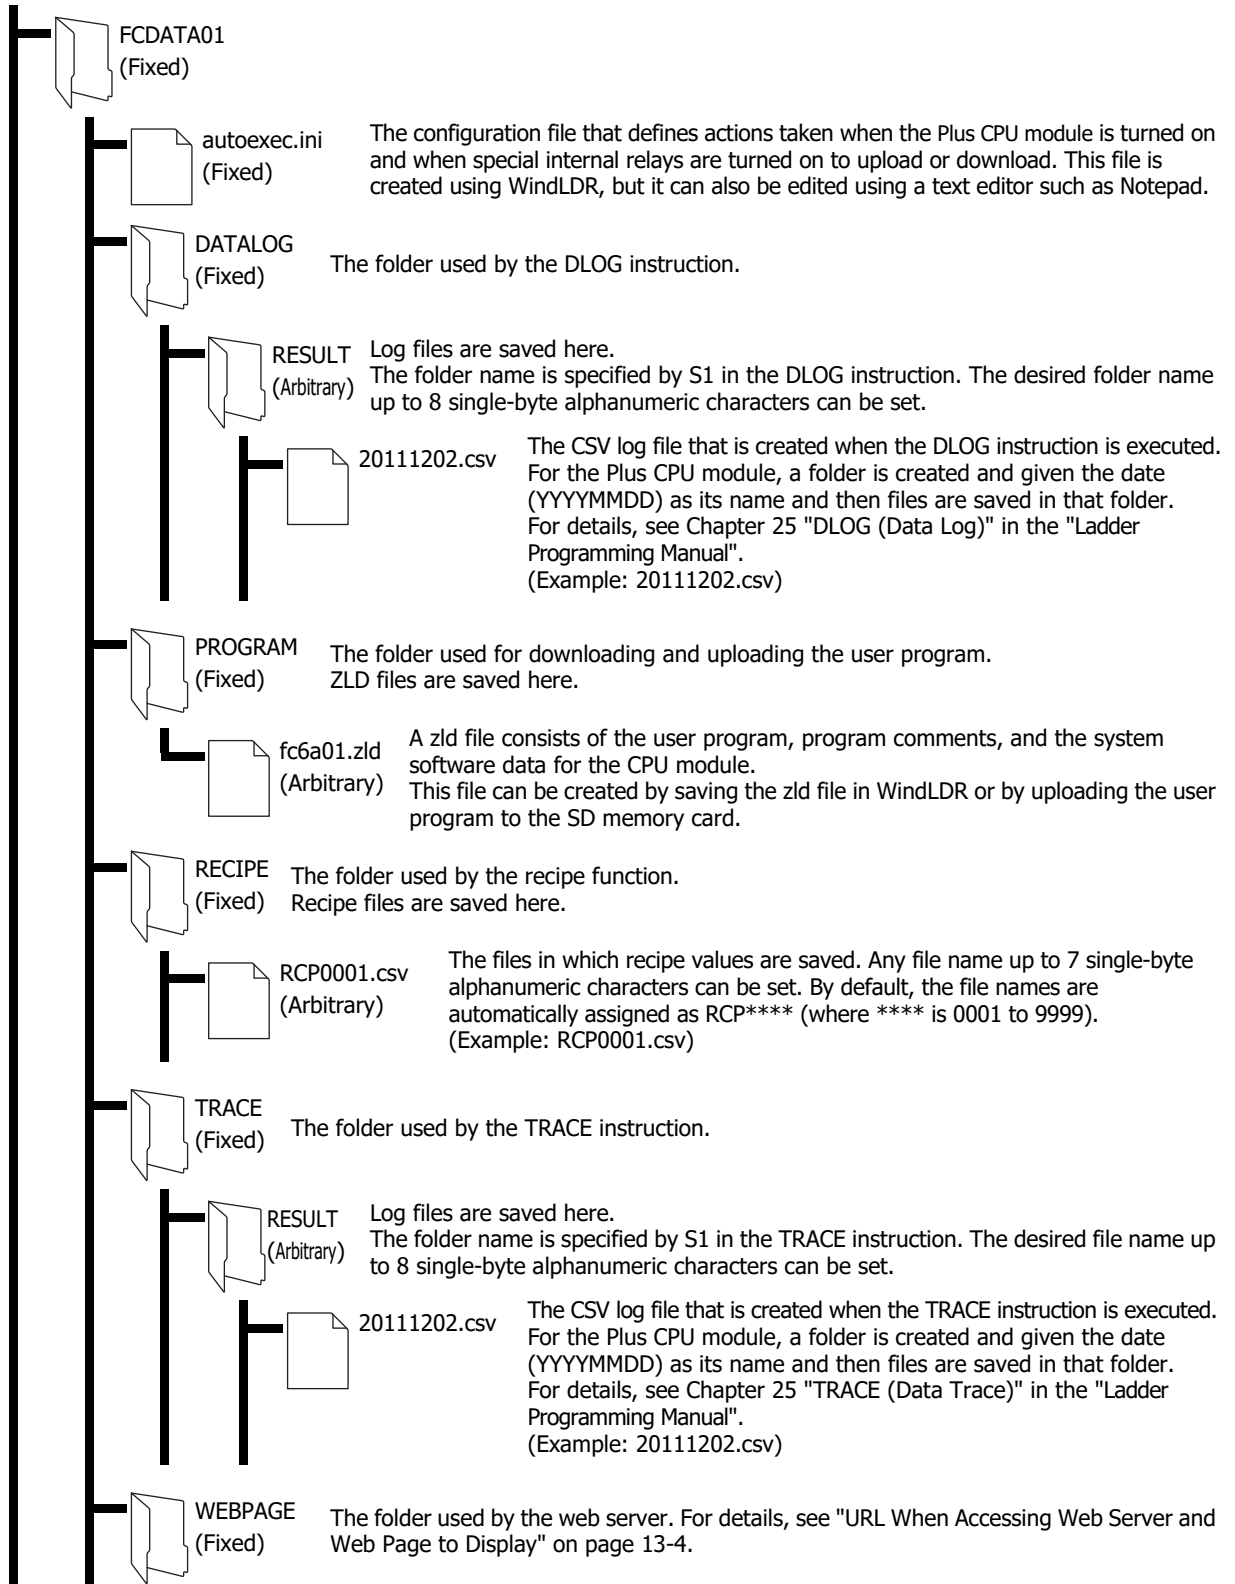 FCDATA01
(Fixed)
autoexec.ini
(Fixed)
The configuration file that defines actions taken when the Plus CPU module is turned on
and when special internal relays are turned on to upload or download. This file is
created using WindLDR, but it can also be edited using a text editor such as Notepad.
DATALOG
(Fixed)
The folder used by the DLOG instruction.
RESULT
(Arbitrary)
Log files are saved here.
The folder name is specified by S1 in the DLOG instruction. The desired folder name
up to 8 single-byte alphanumeric characters can be set.
20111202.csv
The CSV log file that is created when the DLOG instruction is executed.
For the Plus CPU module, a folder is created and given the date
(YYYYMMDD) as its name and then files are saved in that folder.
For details, see Chapter 25 "DLOG (Data Log)" in the "Ladder
Programming Manual".
(Example: 20111202.csv)
PROGRAM
(Fixed)
The folder used for downloading and uploading the user program.
ZLD files are saved here.
fc6a01.zld
(Arbitrary)
A zld file consists of the user program, program comments, and the system
software data for the CPU module.
This file can be created by saving the zld file in WindLDR or by uploading the user
program to the SD memory card.
RECIPE
(Fixed)
The folder used by the recipe function.
Recipe files are saved here.
RCP0001.csv
(Arbitrary)
The files in which recipe values are saved. Any file name up to 7 single-byte
alphanumeric characters can be set. By default, the file names are
automatically assigned as RCP**** (where **** is 0001 to 9999).
(Example: RCP0001.csv)
TRACE
(Fixed)
The folder used by the TRACE instruction.
RESULT
(Arbitrary)
Log files are saved here.
The folder name is specified by S1 in the TRACE instruction. The desired file name up
to 8 single-byte alphanumeric characters can be set.
20111202.csv
The CSV log file that is created when the TRACE instruction is executed.
For the Plus CPU module, a folder is created and given the date
(YYYYMMDD) as its name and then files are saved in that folder.
For details, see Chapter 25 "TRACE (Data Trace)" in the "Ladder
Programming Manual".
(Example: 20111202.csv)
WEBPAGE
(Fixed)
The folder used by the web server. For details, see "URL When Accessing Web Server and
Web Page to Display" on page 13-4.